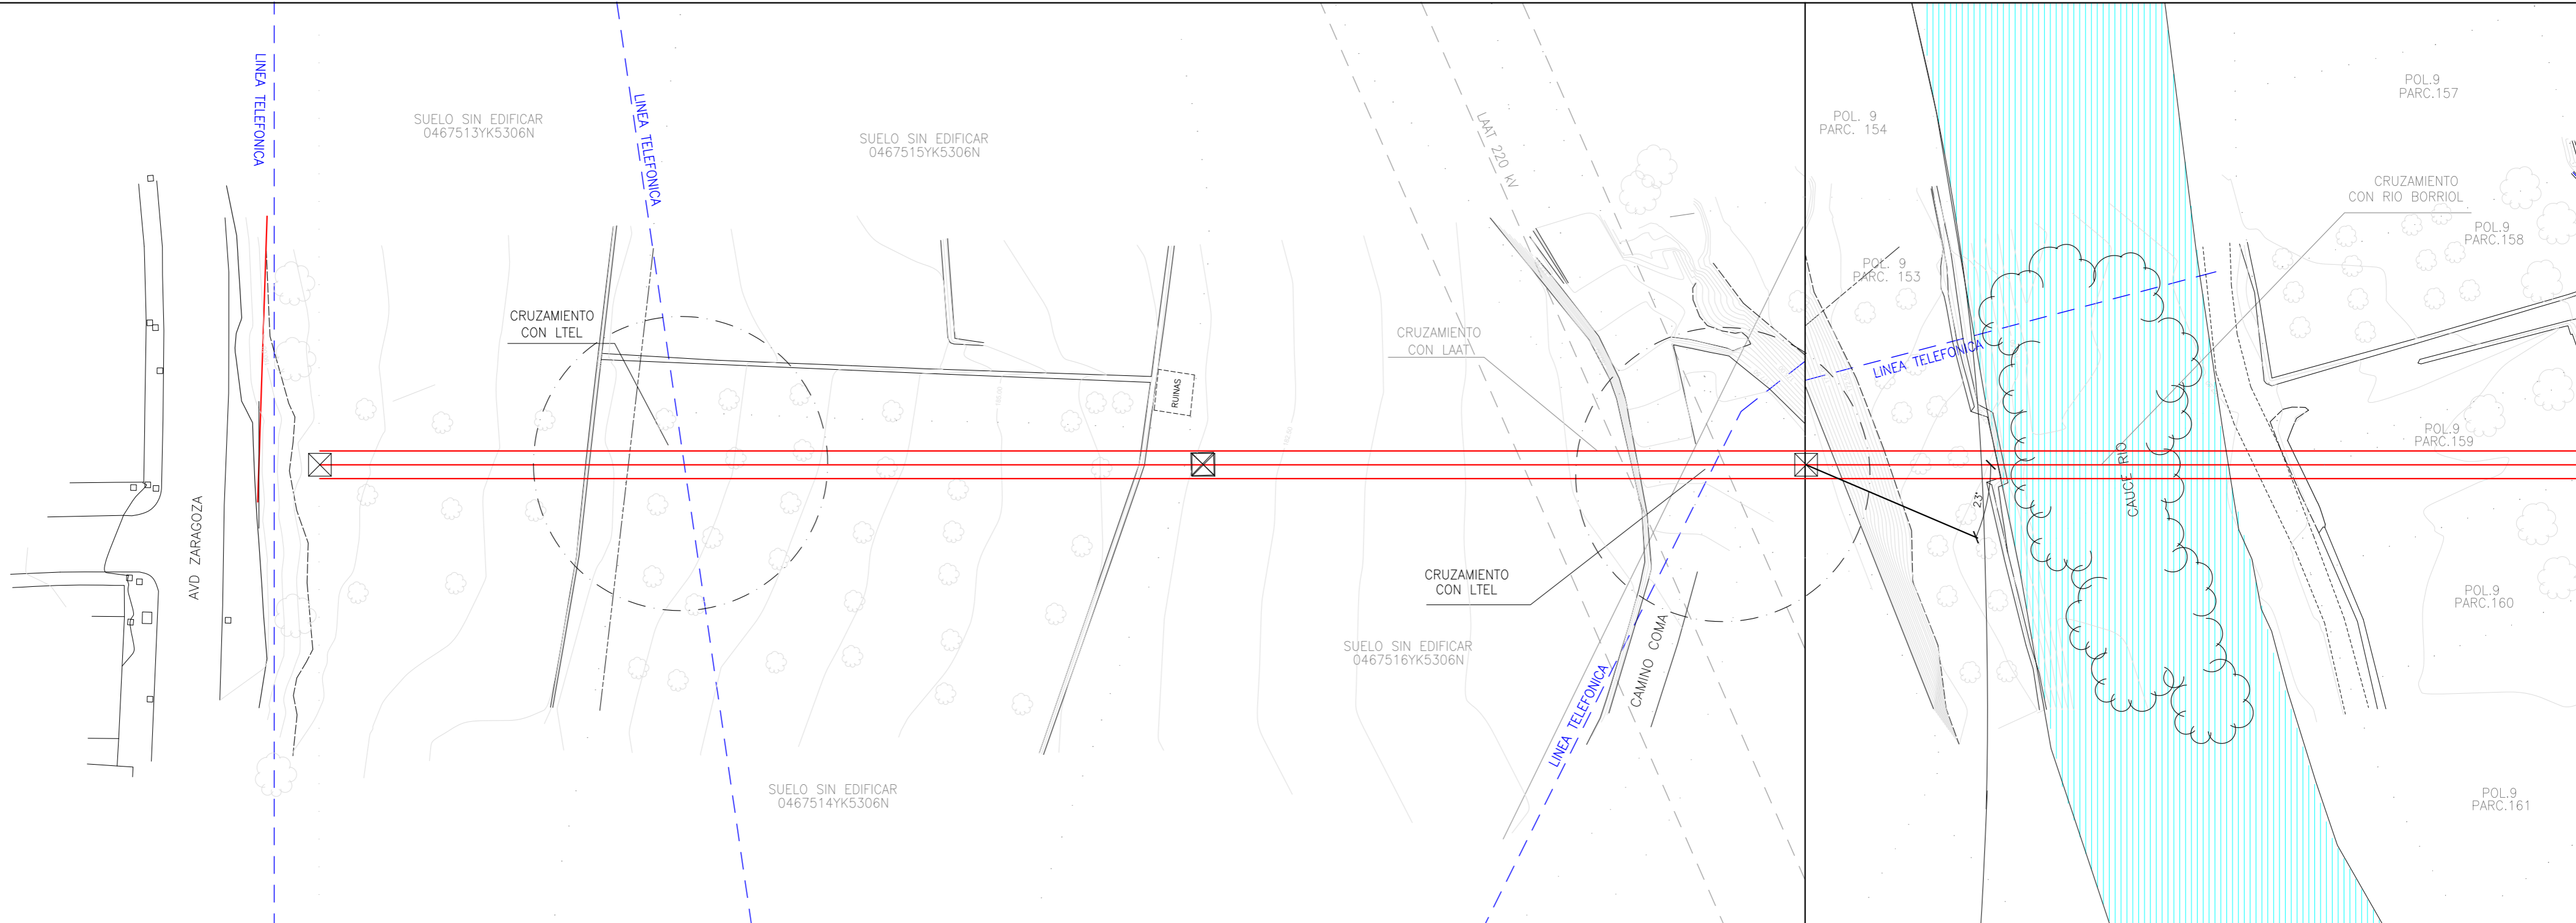 LINEA TELEFONICA
AVD ZARAGOZA
SUELO SIN EDIFICAR
0467513YK5306N
LINEA TELEFONICA
CRUZAMIENTO
CON LTEL
SUELO SIN EDIFICAR
0467515YK5306N
RUINAS
SUELO SIN EDIFICAR
0467514YK5306N
LAAT 220 kV
CRUZAMIENTO
CON LAAT
CRUZAMIENTO
CON LTEL
SUELO SIN EDIFICAR
0467516YK5306N
LINEA TELEFONICA
CAMINO COMA
POL. 9
PARC. 154
POL. 9
PARC. 153
LINEA TELEFONICA
23°
CAUCE RIO
CRUZAMIENTO
CON RIO BORRIOL
POL.9
PARC.157
POL.9
PARC.158
POL.9
PARC.159
POL.9
PARC.160
POL.9
PARC.161